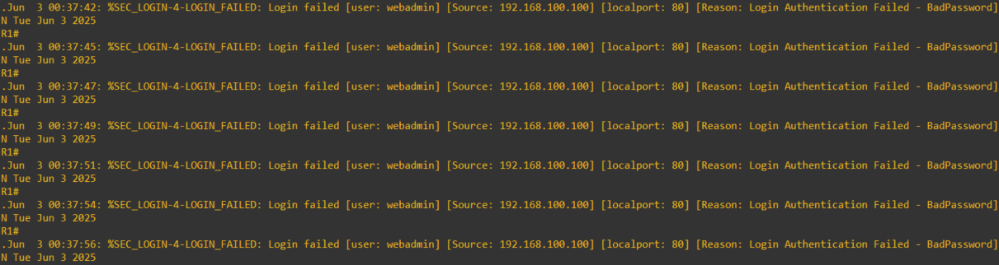 .Jun  3 00:37:42: %SEC_LOGIN-4-LOGIN_FAILED: Login failed [user: webadmin] [Source: 192.168.100.100] [localport: 80] [Reason: Login Authentication Failed - BadPassword]
N Tue Jun 3 2025
R1#
.Jun  3 00:37:45: %SEC_LOGIN-4-LOGIN_FAILED: Login failed [user: webadmin] [Source: 192.168.100.100] [localport: 80] [Reason: Login Authentication Failed - BadPassword]
N Tue Jun 3 2025
R1#
.Jun  3 00:37:47: %SEC_LOGIN-4-LOGIN_FAILED: Login failed [user: webadmin] [Source: 192.168.100.100] [localport: 80] [Reason: Login Authentication Failed - BadPassword]
N Tue Jun 3 2025
R1#
.Jun  3 00:37:49: %SEC_LOGIN-4-LOGIN_FAILED: Login failed [user: webadmin] [Source: 192.168.100.100] [localport: 80] [Reason: Login Authentication Failed - BadPassword]
N Tue Jun 3 2025
R1#
.Jun  3 00:37:51: %SEC_LOGIN-4-LOGIN_FAILED: Login failed [user: webadmin] [Source: 192.168.100.100] [localport: 80] [Reason: Login Authentication Failed - BadPassword]
N Tue Jun 3 2025
R1#
.Jun  3 00:37:54: %SEC_LOGIN-4-LOGIN_FAILED: Login failed [user: webadmin] [Source: 192.168.100.100] [localport: 80] [Reason: Login Authentication Failed - BadPassword]
N Tue Jun 3 2025
R1#
.Jun  3 00:37:56: %SEC_LOGIN-4-LOGIN_FAILED: Login failed [user: webadmin] [Source: 192.168.100.100] [localport: 80] [Reason: Login Authentication Failed - BadPassword]
N Tue Jun 3 2025